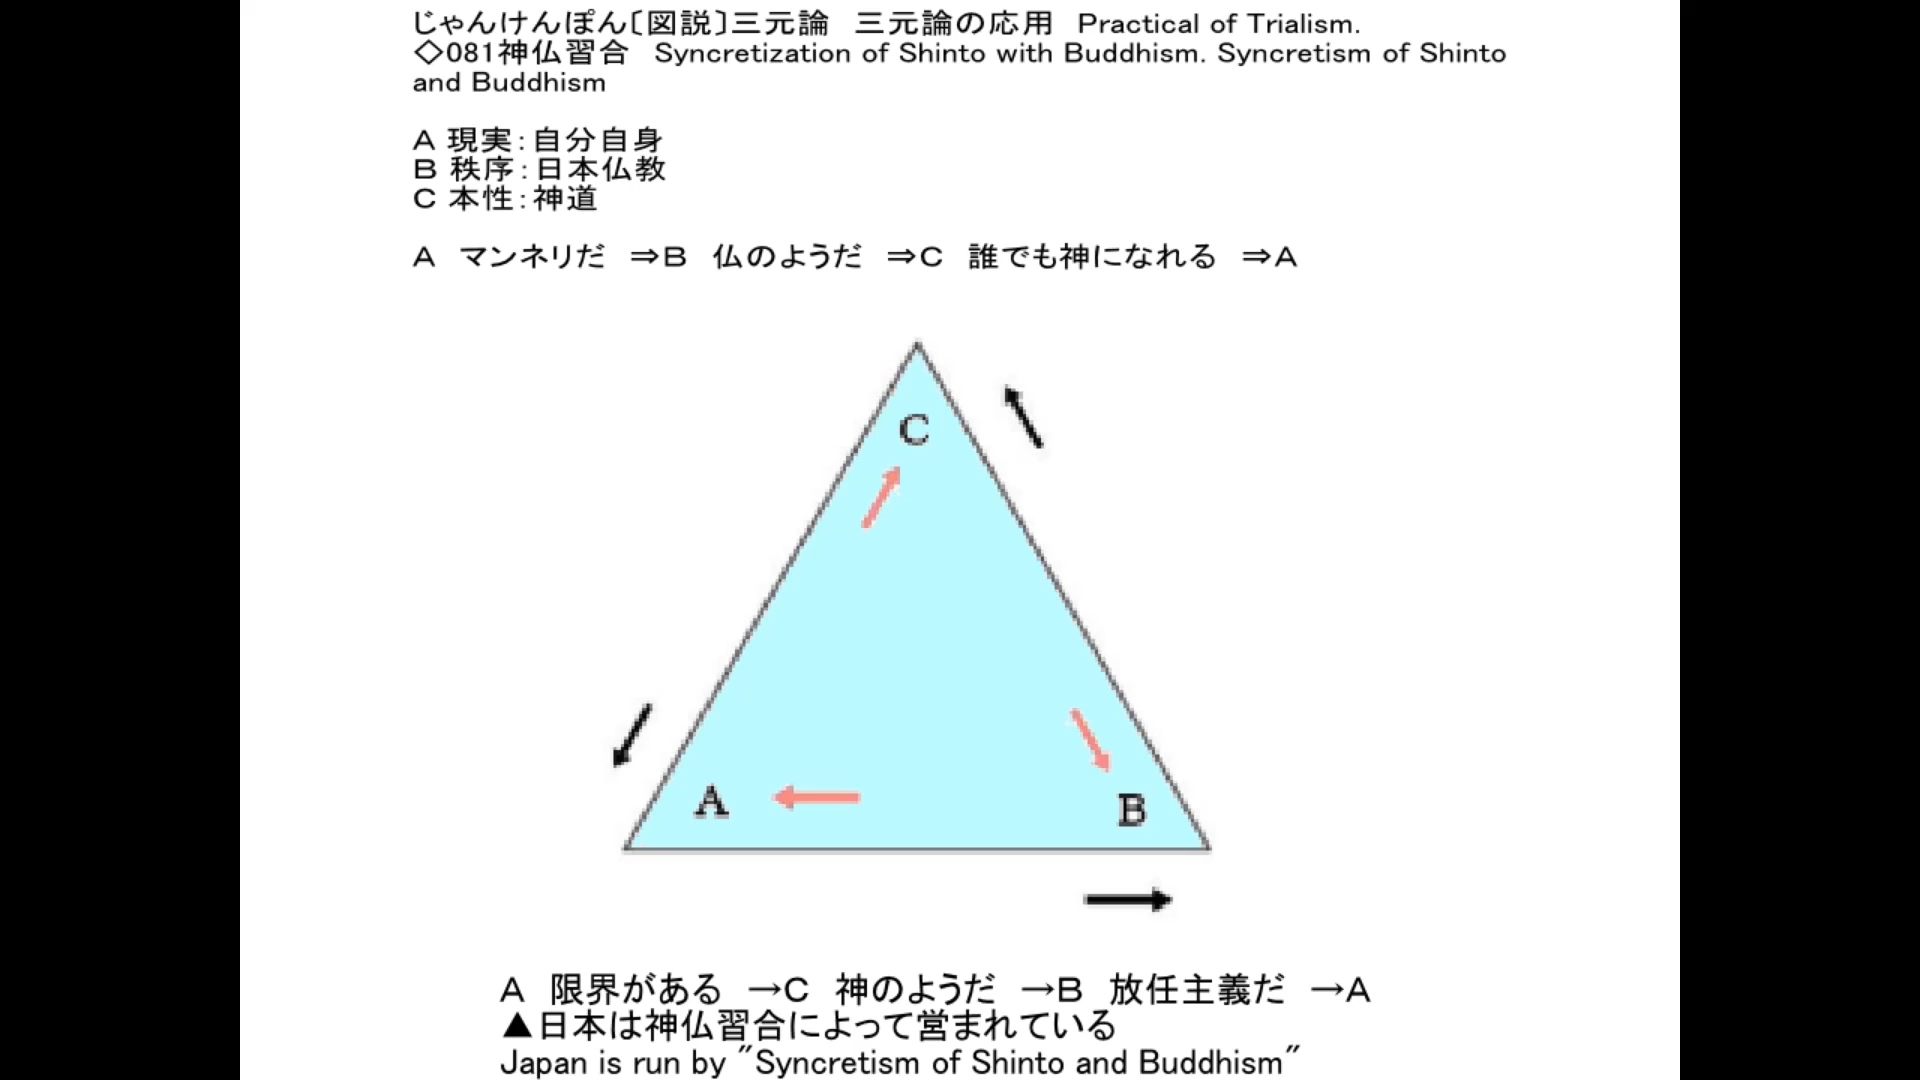 じゃんけんぽん〔図説〕三元論　三元論の応用　Practical of Trialism.
◇081神仏習合　Syncretization of Shinto with Buddhism. Syncretism of Shinto
and Buddhism
A 現実：自分自身
B 秩序：日本仏教
C 本性：神道
A　マンネリだ　⇒B　仏のようだ　⇒C　誰でも神になれる　⇒A
C
A
B
A　限界がある　→C　神のようだ　→B　放任主義だ　→A
▲日本は神仏習合によって営まれている
Japan is run by "Syncretism of Shinto and Buddhism"